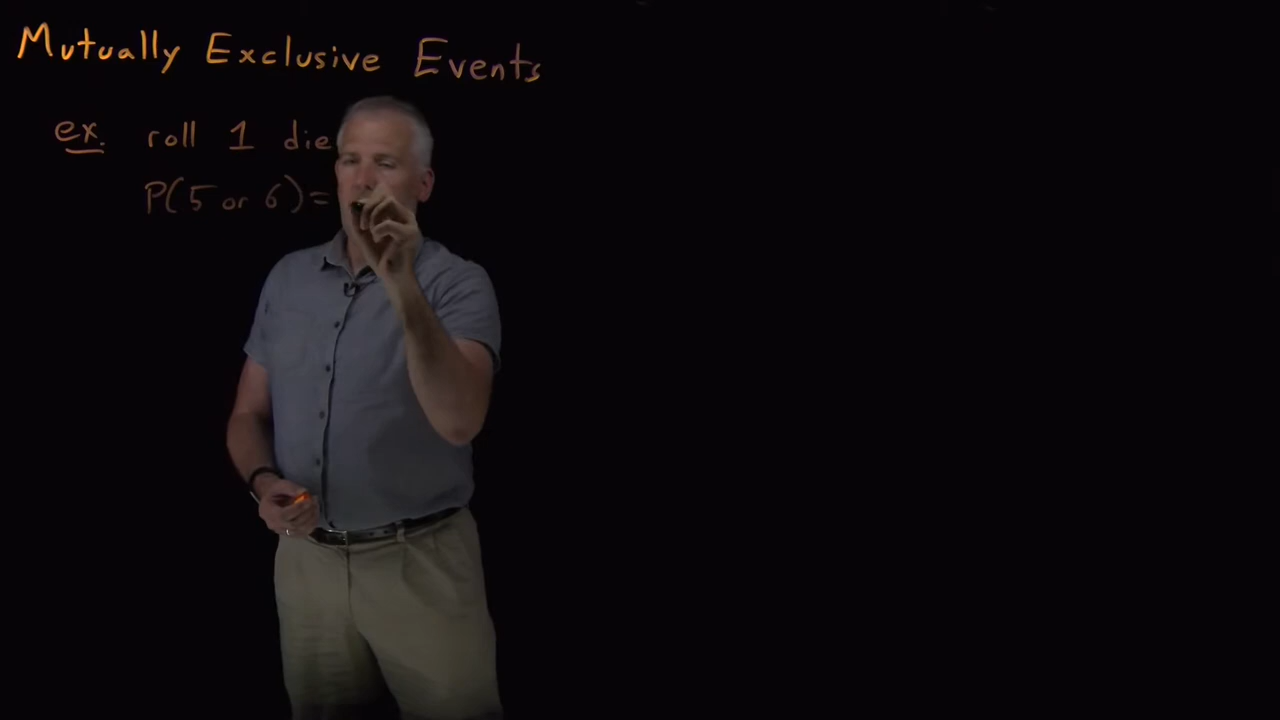 Mutually Exclusive Events
ex. roll 1 die
P(5 or 6)=